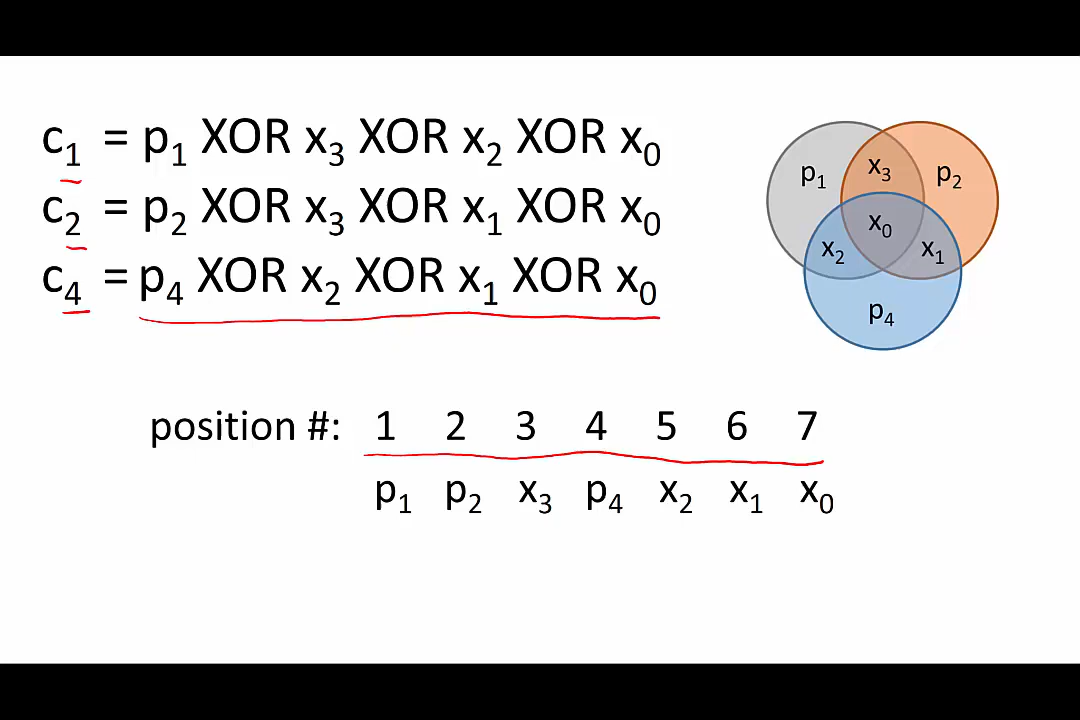 c₁ = p₁ XOR x₃ XOR x₂ XOR x₀
c₂ = p₂ XOR x₃ XOR x₁ XOR x₀
c₄ = p₄ XOR x₂ XOR x₁ XOR x₀
p₁ x₃ p₂
x₀
x₂ x₁
p₄
position #: 1 2 3 4 5 6 7
p₁ p₂ x₃ p₄ x₂ x₁ x₀